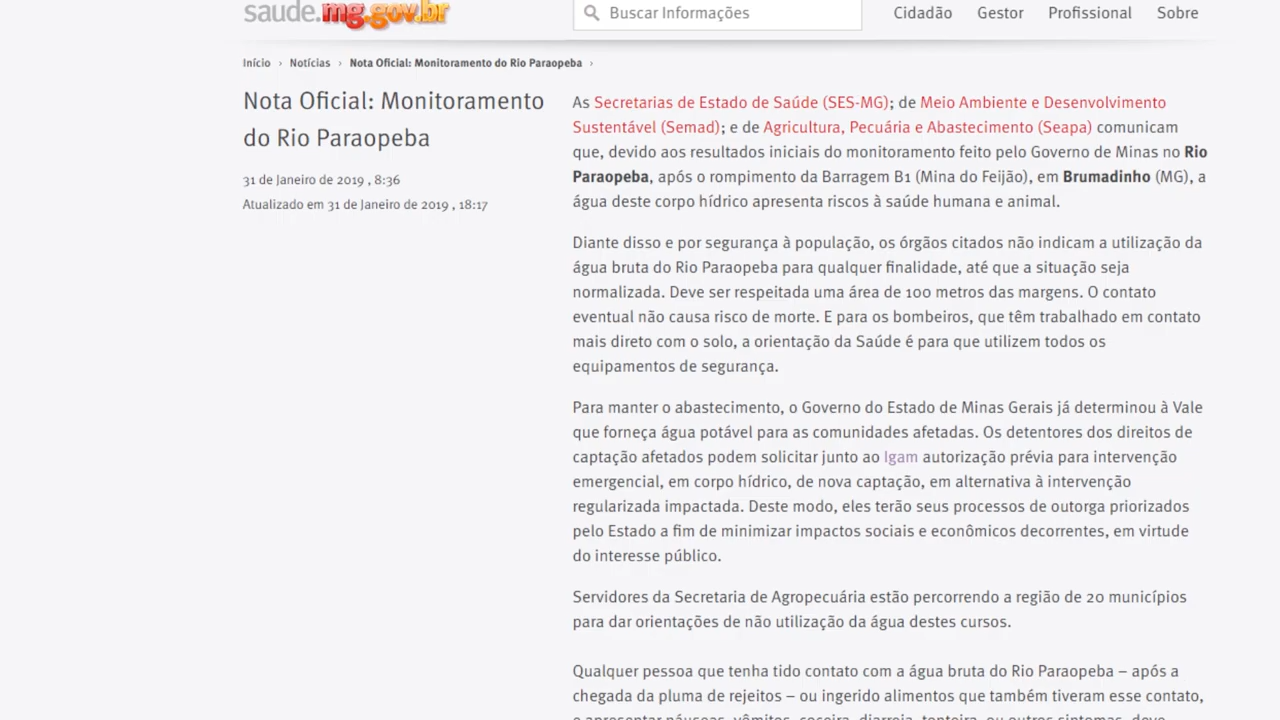 saude.mg.gov.br
Buscar Informações
Cidadão Gestor Profissional Sobre
Início › Notícias › Nota Oficial: Monitoramento do Rio Paraopeba ›
Nota Oficial: Monitoramento
do Rio Paraopeba
31 de Janeiro de 2019 , 8:36
Atualizado em 31 de Janeiro de 2019 , 18:17
As Secretarias de Estado de Saúde (SES-MG); de Meio Ambiente e Desenvolvimento
Sustentável (Semad); e de Agricultura, Pecuária e Abastecimento (Seapa) comunicam
que, devido aos resultados iniciais do monitoramento feito pelo Governo de Minas no Rio
Paraopeba, após o rompimento da Barragem B1 (Mina do Feijão), em Brumadinho (MG), a
água deste corpo hídrico apresenta riscos à saúde humana e animal.
Diante disso e por segurança à população, os órgãos citados não indicam a utilização da
água bruta do Rio Paraopeba para qualquer finalidade, até que a situação seja
normalizada. Deve ser respeitada uma área de 100 metros das margens. O contato
eventual não causa risco de morte. E para os bombeiros, que têm trabalhado em contato
mais direto com o solo, a orientação da Saúde é para que utilizem todos os
equipamentos de segurança.
Para manter o abastecimento, o Governo do Estado de Minas Gerais já determinou à Vale
que forneça água potável para as comunidades afetadas. Os detentores dos direitos de
captação afetados podem solicitar junto ao Igam autorização prévia para intervenção
emergencial, em corpo hídrico, de nova captação, em alternativa à intervenção
regularizada impactada. Deste modo, eles terão seus processos de outorga priorizados
pelo Estado a fim de minimizar impactos sociais e econômicos decorrentes, em virtude
do interesse público.
Servidores da Secretaria de Agropecuária estão percorrendo a região de 20 municípios
para dar orientações de não utilização da água destes cursos.
Qualquer pessoa que tenha tido contato com a água bruta do Rio Paraopeba – após a
chegada da pluma de rejeitos – ou ingerido alimentos que também tiveram esse contato,
e apresentar náuseas, vômitos, coceira, diarreia, tonteira, ou outros sintomas, deve